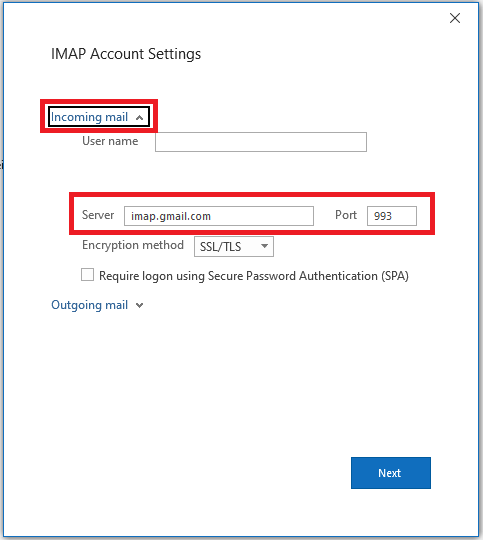 IMAP Account Settings
Incoming mail
User name
Server imap.gmail.com Port 993
Encryption method SSL/TLS
Require logon using Secure Password Authentication (SPA)
Outgoing mail
Next